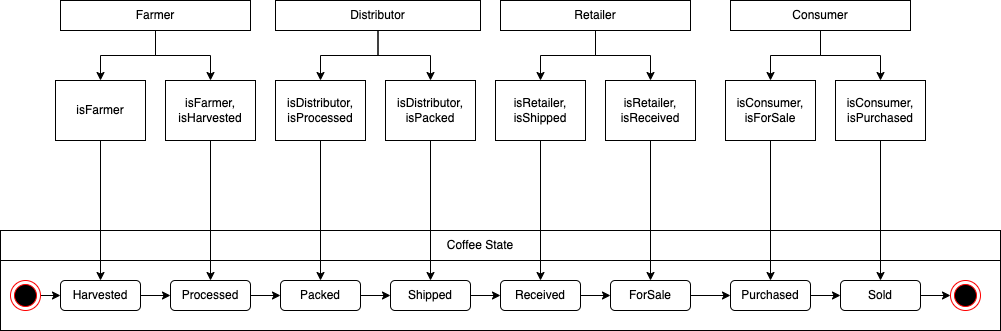 Farmer
Distributor
Retailer
Consumer
isFarmer
isFarmer,
isHarvested
isDistributor,
isProcessed
isDistributor,
isPacked
isRetailer,
isShipped
isRetailer,
isReceived
isConsumer,
isForSale
isConsumer,
isPurchased
Coffee State
Harvested
Processed
Packed
Shipped
Received
ForSale
Purchased
Sold